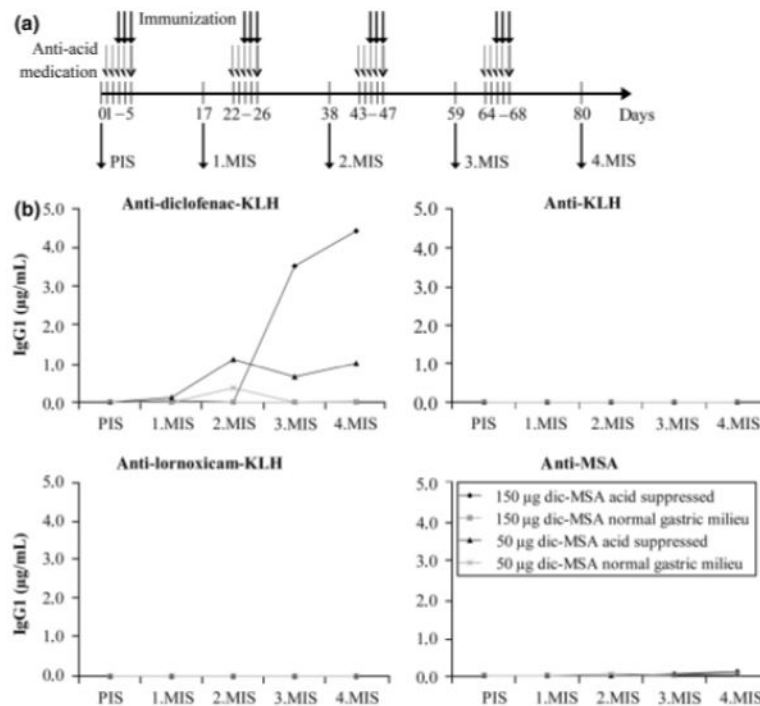 (a)
Immunization
Anti-acid
medication
01–5 17 22–26 38 43–47 59 64–68 80 Days
PIS 1.MIS 2.MIS 3.MIS 4.MIS
(b)
Anti-diclofenac-KLH
IgG1 (µg/mL)
5.0
4.0
3.0
2.0
1.0
0.0
PIS 1.MIS 2.MIS 3.MIS 4.MIS
Anti-KLH
5.0
4.0
3.0
2.0
1.0
0.0
PIS 1.MIS 2.MIS 3.MIS 4.MIS
Anti-lornoxicam-KLH
IgG1 (µg/mL)
5.0
4.0
3.0
2.0
1.0
0.0
PIS 1.MIS 2.MIS 3.MIS 4.MIS
Anti-MSA
5.0
4.0
3.0
2.0
1.0
0.0
150 µg dic-MSA acid suppressed
150 µg dic-MSA normal gastric milieu
50 µg dic-MSA acid suppressed
50 µg dic-MSA normal gastric milieu
PIS 1.MIS 2.MIS 3.MIS 4.MIS